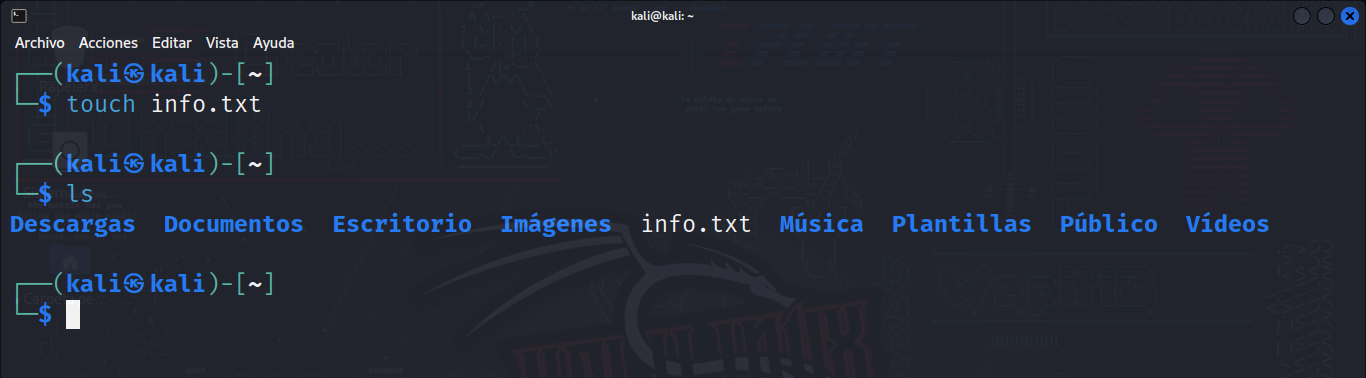 kali@kali: ~
Archivo Acciones Editar Vista Ayuda
┌──(kali㉿kali)-[~]
└─$ touch info.txt
┌──(kali㉿kali)-[~]
└─$ ls
Descargas Documentos Escritorio Imágenes info.txt Música Plantillas Público Vídeos
┌──(kali㉿kali)-[~]
└─$